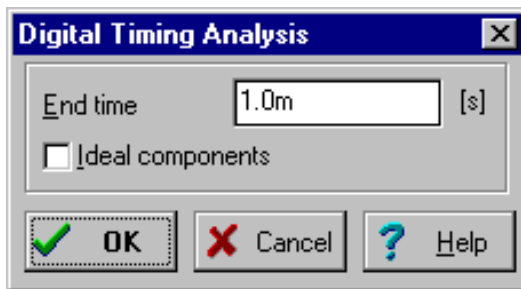 Digital Timing Analysis
End time 1.0m [s]
Ideal components
OK Cancel ? Help